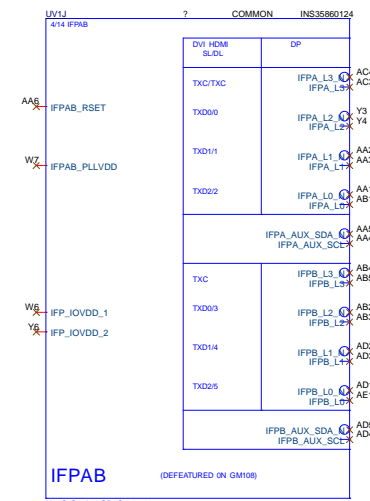 UV1J ? COMMON INS35860124
4/14 IFPAB
DVI HDMI DP
SL/DL
TXC/TXC
IFPA_L3_N
IFPA_L3
AA6 IFPAB_RSET
TXD0/0
IFPA_L2_N Y3
IFPA_L2 Y4
W7 IFPAB_PLLVDD
TXD1/1
IFPA_L1_N
IFPA_L1
TXD2/2
IFPA_L0_N
IFPA_L0
IFPA_AUX_SDA_N
IFPA_AUX_SCL
TXC
IFPB_L3_N
IFPB_L3
W6 IFP_IOVDD_1
TXD0/3
IFPB_L2_N
IFPB_L2
Y6 IFP_IOVDD_2
TXD1/4
IFPB_L1_N
IFPB_L1
TXD2/5
IFPB_L0_N
IFPB_L0
IFPB_AUX_SDA_N
IFPB_AUX_SCL
IFPAB (DEFEATURED ON GM108)